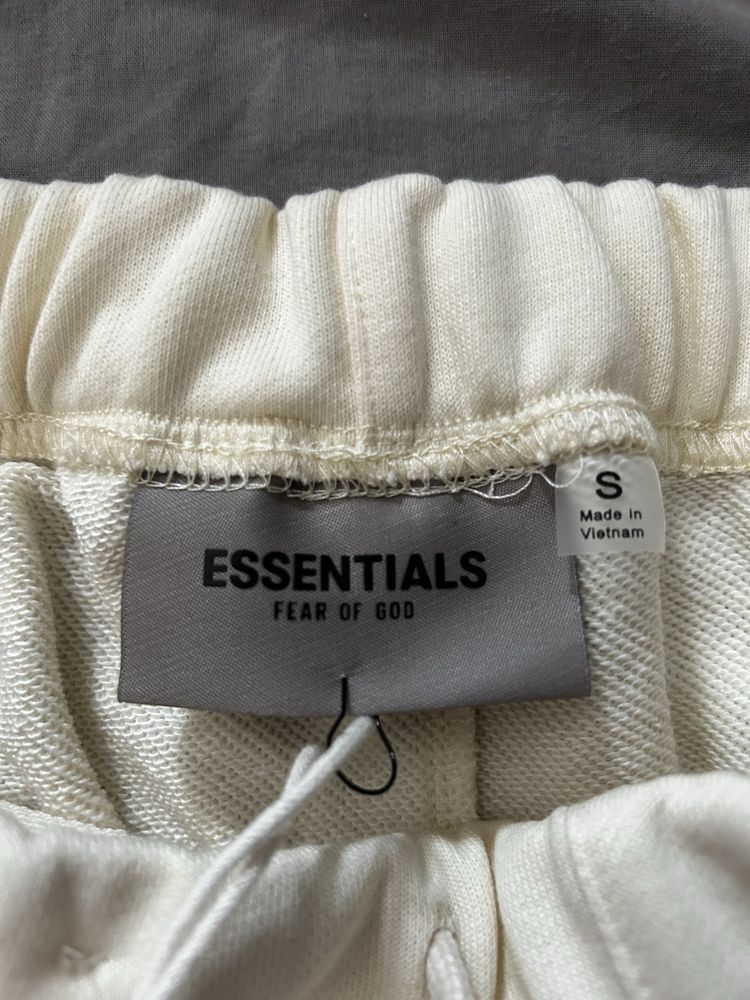 ESSENTIALS
FEAR OF GOD
S
Made in
Vietnam